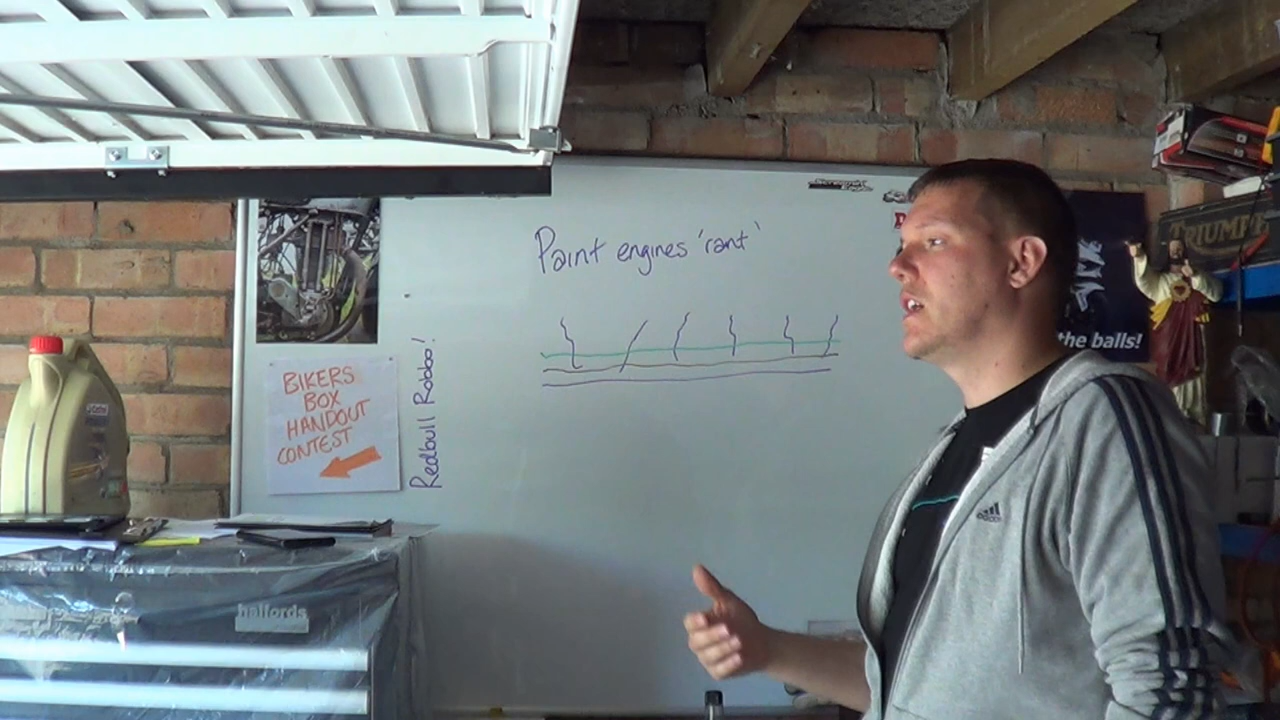 Paint engines 'rant'
TRIUMPH
the balls!
Redbull Robbo!
BIKERS
BOX
HANDOUT
CONTEST
adidas
halfords